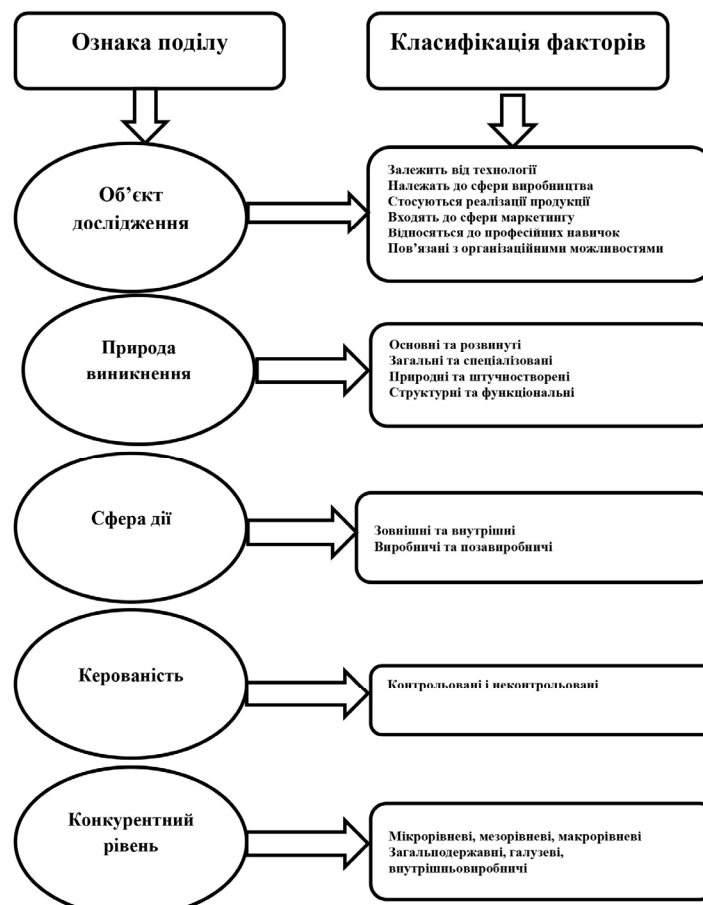 Ознака поділу
Класифікація факторів
Об’єкт
дослідження
Залежить від технології
Належать до сфери виробництва
Стосуються реалізації продукції
Входять до сфери маркетингу
Відносяться до професійних навичок
Пов’язані з організаційними можливостями
Природа
виникнення
Основні та розвинуті
Загальні та спеціалізовані
Природні та штучностворені
Структурні та функціональні
Сфера дії
Зовнішні та внутрішні
Виробничі та позавиробничі
Керованість
Контрольовані і неконтрольовані
Конкурентний
рівень
Мікрорівневі, мезорівневі, макрорівневі
Загальнодержавні, галузеві,
внутрішньовиробничі